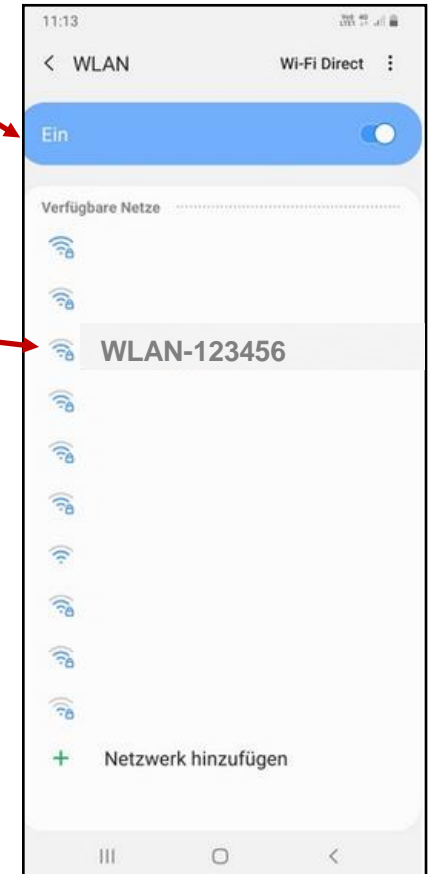 11:13
WLAN Wi-Fi Direct
Ein
Verfügbare Netze
WLAN-123456
Netzwerk hinzufügen